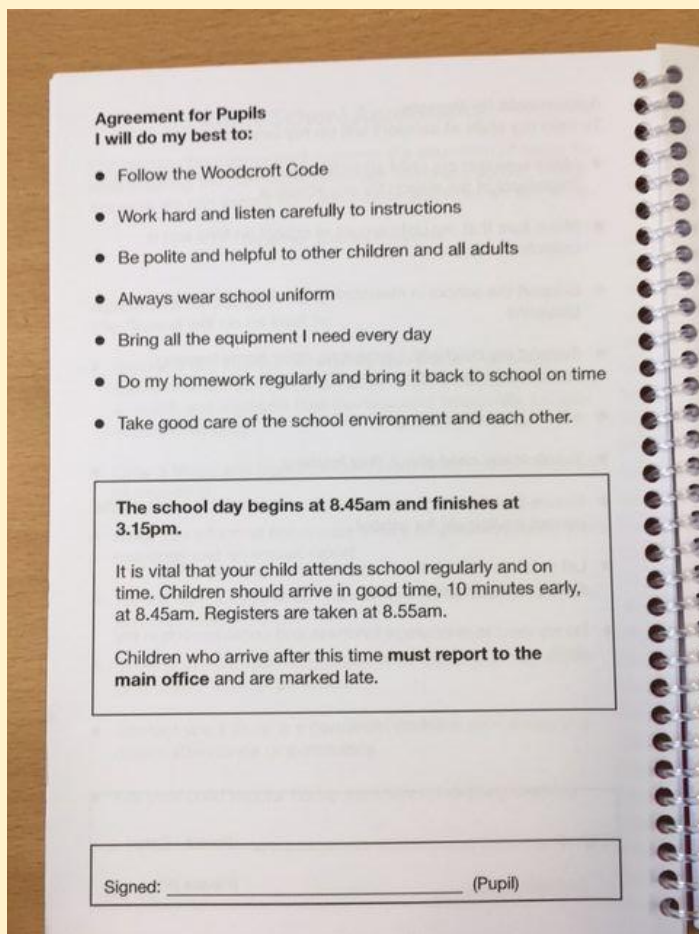 Agreement for Pupils
I will do my best to:
● Follow the Woodcroft Code
● Work hard and listen carefully to instructions
● Be polite and helpful to other children and all adults
● Always wear school uniform
● Bring all the equipment I need every day
● Do my homework regularly and bring it back to school on time
● Take good care of the school environment and each other.
The school day begins at 8.45am and finishes at
3.15pm.
It is vital that your child attends school regularly and on
time. Children should arrive in good time, 10 minutes early,
at 8.45am. Registers are taken at 8.55am.
Children who arrive after this time must report to the
main office and are marked late.
Signed: ______________________________ (Pupil)